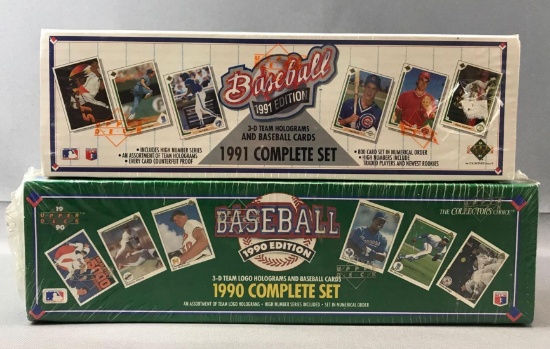 Baseball
1991 EDITION
3-D TEAM HOLOGRAMS
AND BASEBALL CARDS
1991 COMPLETE SET
• INCLUDES HIGH NUMBER SERIES
• AN ASSORTMENT OF TEAM HOLOGRAMS
• EVERY CARD COUNTERFEIT PROOF
• 800 CARD SET IN NUMERICAL ORDER
• HIGH NUMBERS INCLUDE
TRADED PLAYERS AND NEWEST ROOKIES
19 UPPER DECK 90
BASEBALL
1990 EDITION
THE COLLECTOR'S CHOICE
3-D TEAM LOGO HOLOGRAMS AND BASEBALL CARDS
1990 COMPLETE SET
AN ASSORTMENT OF TEAM LOGO HOLOGRAMS • HIGH NUMBER SERIES INCLUDED • SET IN NUMERICAL ORDER